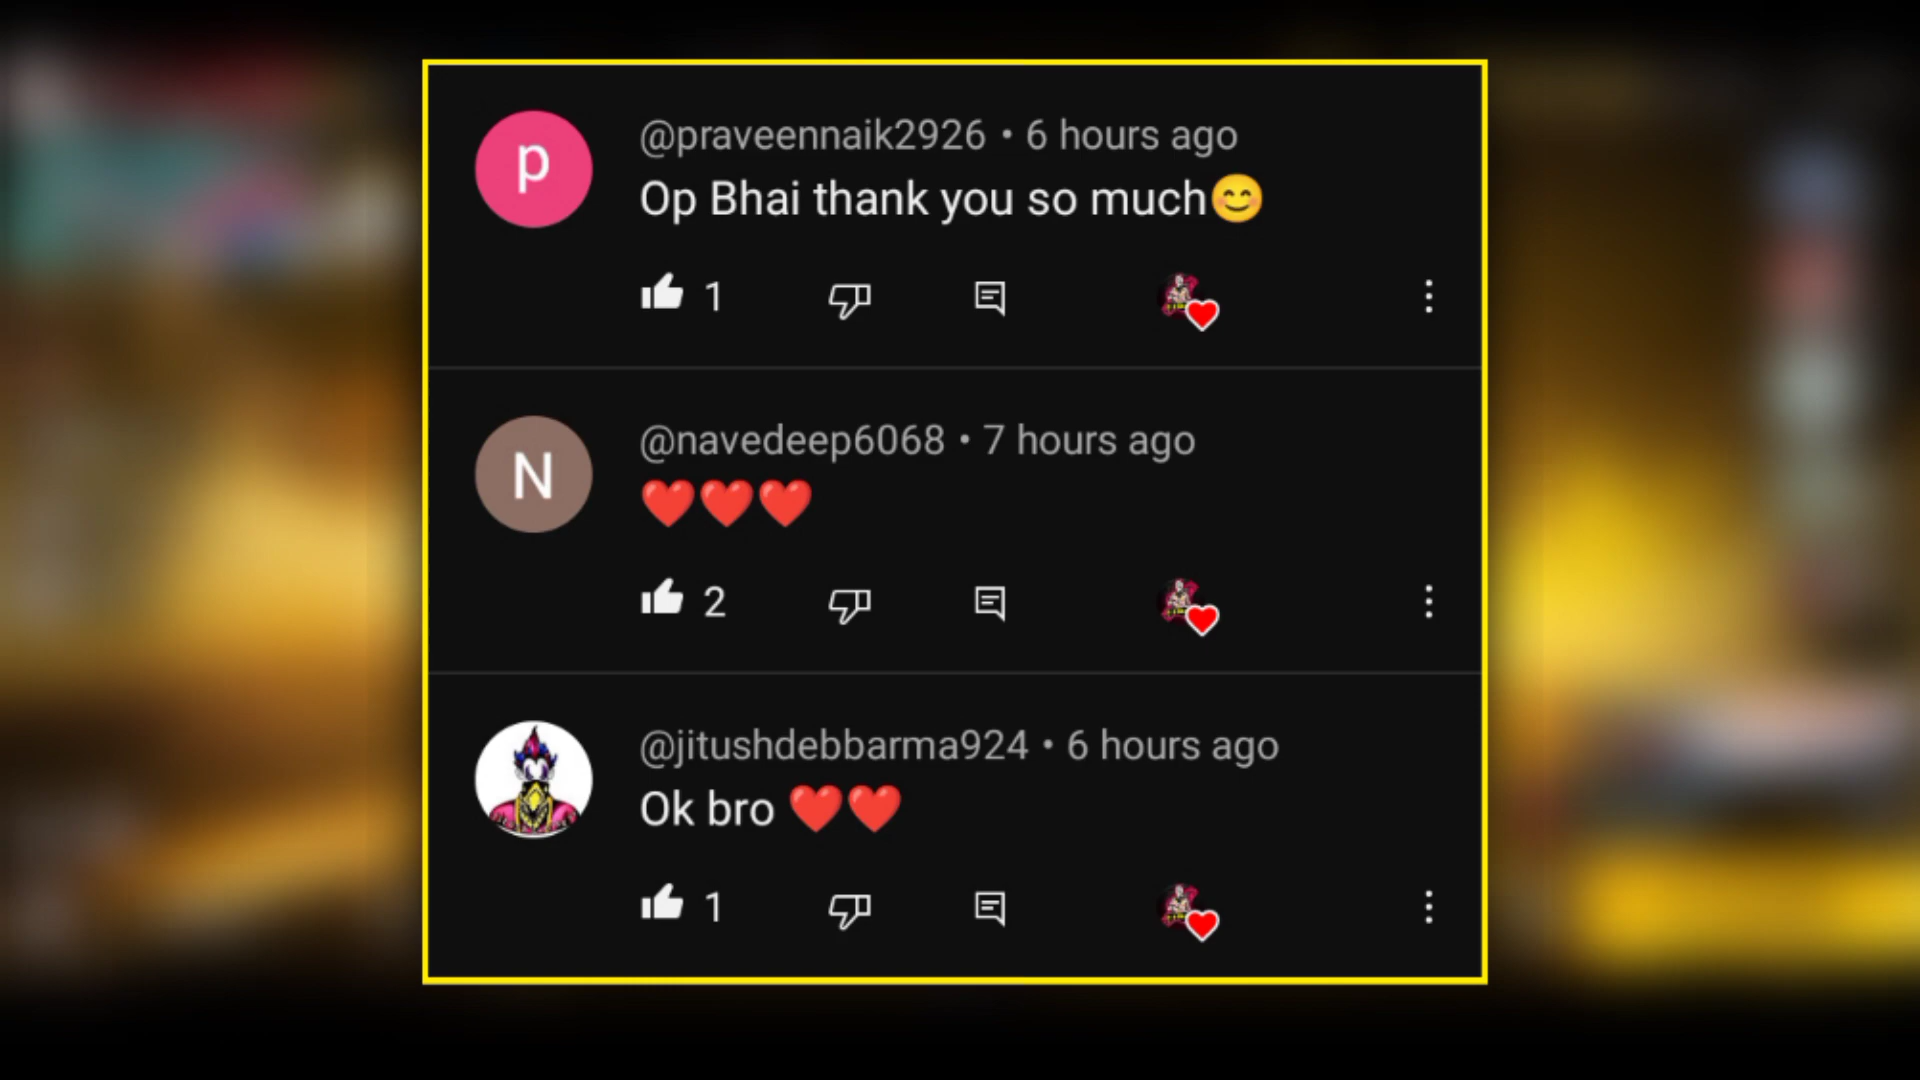 p
@praveennaik2926 • 6 hours ago
Op Bhai thank you so much😊
1
N
@navedeep6068 • 7 hours ago
❤️❤️❤️
2
@jitushdebbarma924 • 6 hours ago
Ok bro ❤️❤️
1